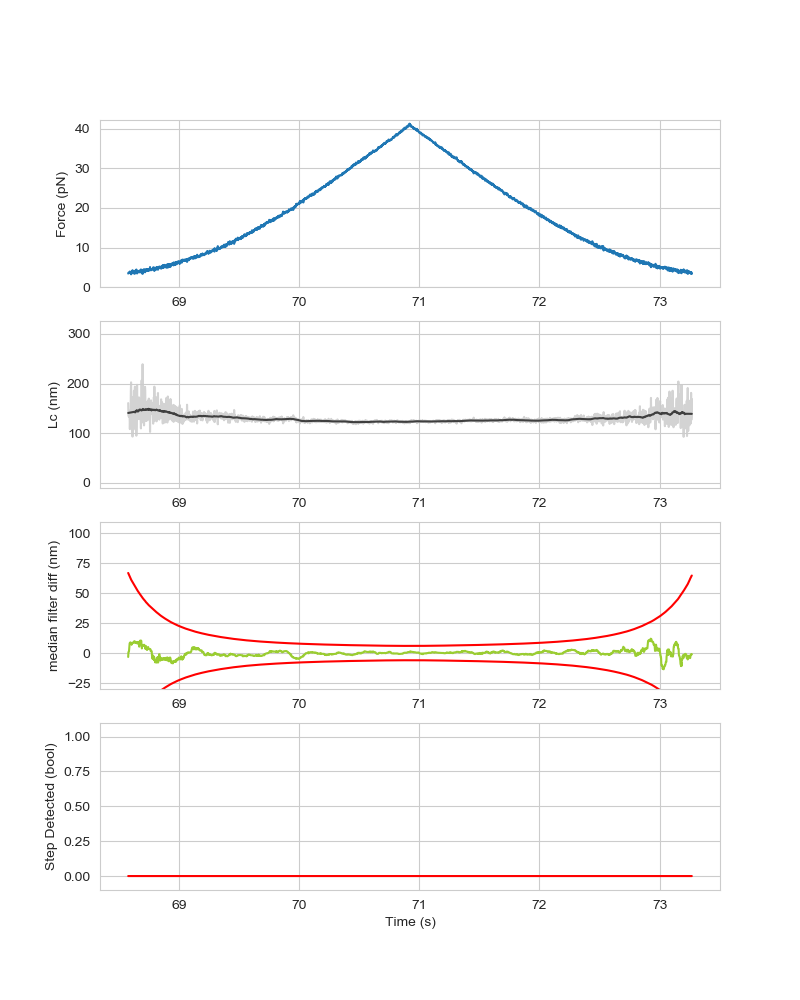 40
30
20
10
0
Force (pN)
69 70 71 72 73
300
200
100
0
Lc (nm)
69 70 71 72 73
100
75
50
25
0
−25
median filter diff (nm)
69 70 71 72 73
1.00
0.75
0.50
0.25
0.00
Step Detected (bool)
69 70 71 72 73
Time (s)